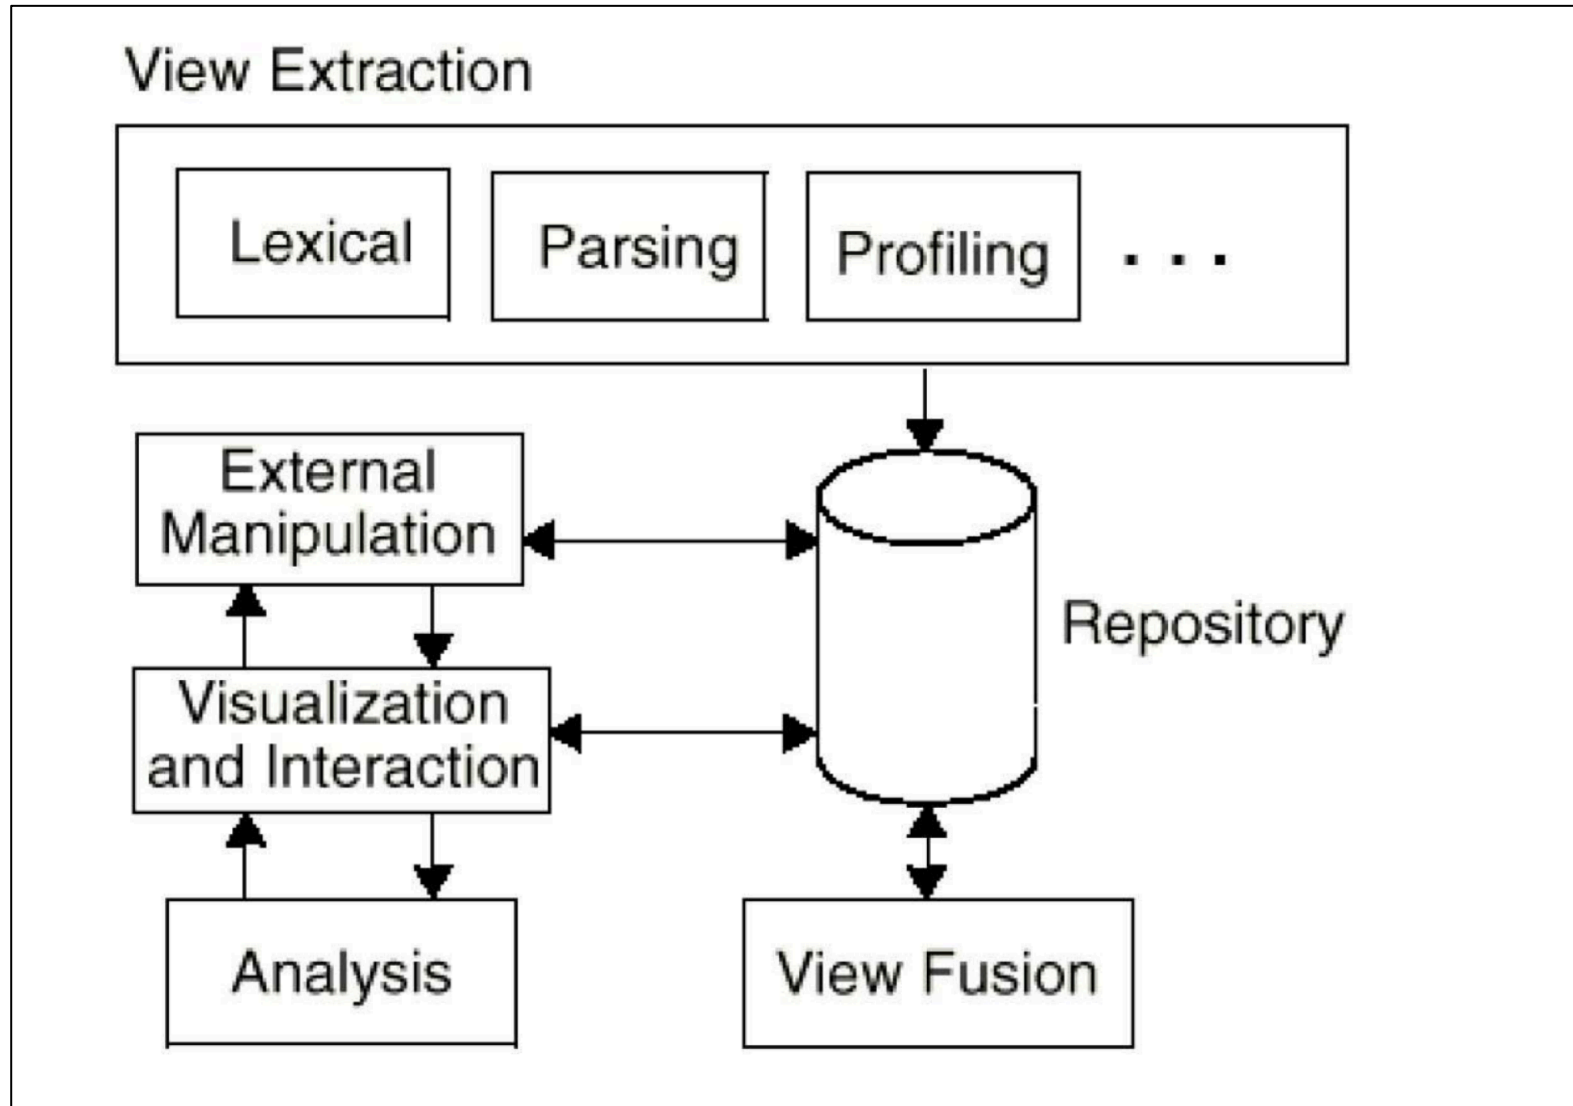 View Extraction
Lexical
Parsing
Profiling
. . .
External
Manipulation
Repository
Visualization
and Interaction
Analysis
View Fusion